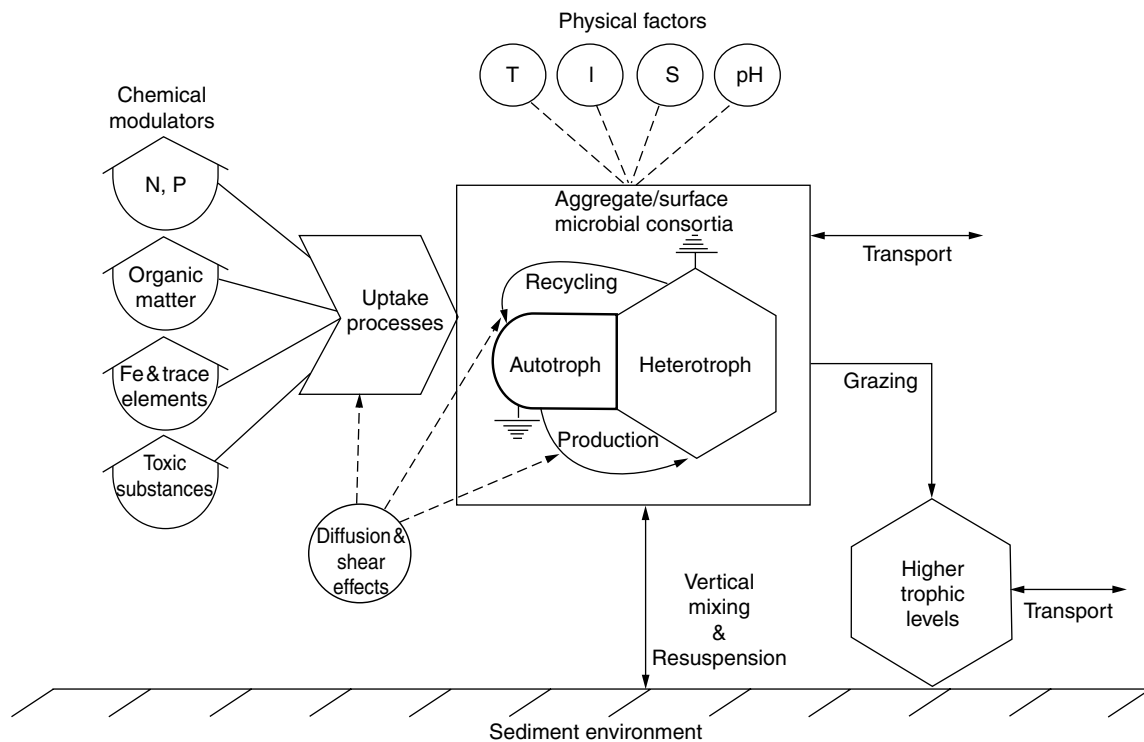 Physical factors
T
I
S
pH
Chemical
modulators
N, P
Organic
matter
Fe & trace
elements
Toxic
substances
Uptake
processes
Diffusion &
shear
effects
Aggregate/surface
microbial consortia
Recycling
Autotroph
Heterotroph
Production
Transport
Grazing
Higher
trophic
levels
Transport
Vertical
mixing
&
Resuspension
Sediment environment